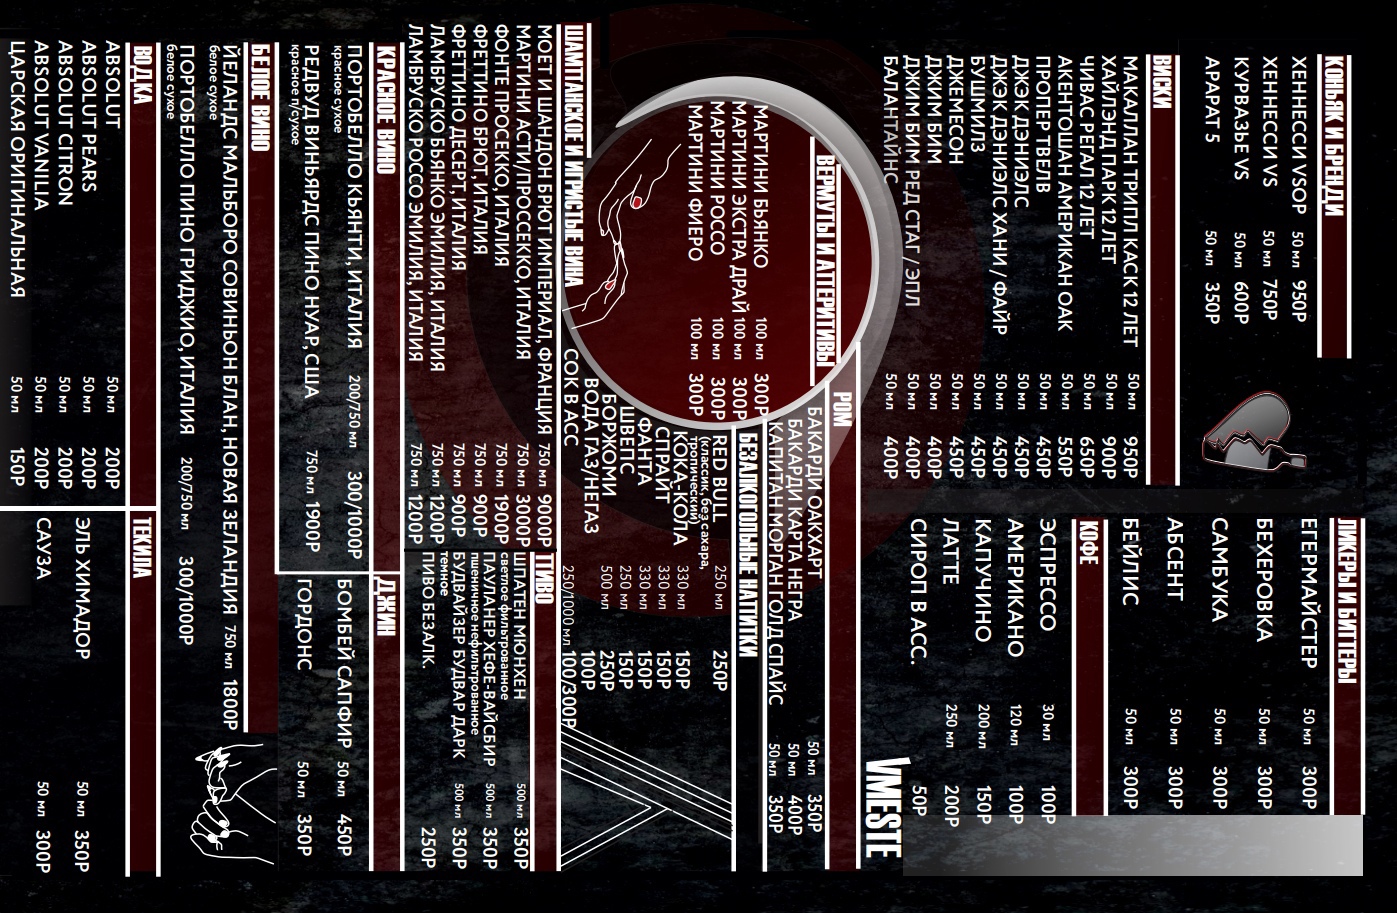 КОНЬЯК И БРЕНДИ
ХЕННЕССИ VSOP 50 мл 950Р
ХЕННЕССИ VS 50 мл 750Р
КУРВАЗЬЕ VS 50 мл 600Р
АРАРАТ 5 50 мл 350Р
ВИСКИ
МАКАЛЛАН ТРИПЛ КАСК 12 ЛЕТ 50 мл 950Р
ХАЙЛЭНД ПАРК 12 ЛЕТ 50 мл 900Р
ЧИВАС РЕГАЛ 12 ЛЕТ 50 мл 650Р
АКЕНТОШАН АМЕРИКАН ОАК 50 мл 550Р
ПРОПЕР ТВЕЛВ 50 мл 450Р
ДЖЭК ДЭНИЭЛС 50 мл 450Р
ДЖЭК ДЭНИЭЛС ХАНИ / ФАЙР 50 мл 450Р
БУШМИЛЗ 50 мл 450Р
ДЖЕМЕСОН 50 мл 450Р
ДЖИМ БИМ 50 мл 400Р
ДЖИМ БИМ РЕД СТАГ / ЭПЛ 50 мл 400Р
БАЛАНТАЙНС 50 мл 400Р
ЛИКЕРЫ И БИТТЕРЫ
ЕГЕРМАЙСТЕР 50 мл 300Р
БЕХЕРОВКА 50 мл 300Р
САМБУКА 50 мл 300Р
АБСЕНТ 50 мл 300Р
БЕЙЛИС 50 мл 300Р
КОФЕ
ЭСПРЕССО 30 мл 100Р
АМЕРИКАНО 120 мл 100Р
КАПУЧИНО 200 мл 150Р
ЛАТТЕ 250 мл 200Р
СИРОП В АСС. 50Р
VMESTE
ВЕРМУТЫ И АППЕРИТИВЫ
МАРТИНИ БЬЯНКО 100 мл 300Р
МАРТИНИ ЭКСТРА ДРАЙ 100 мл 300Р
МАРТИНИ РОССО 100 мл 300Р
МАРТИНИ ФИЕРО 100 мл 300Р
РОМ
БАКАРДИ ОАКХАРТ 50 мл 350Р
БАКАРДИ КАРТА НЕГРА 50 мл 400Р
КАПИТАН МОРГАН ГОЛД СПАЙС 50 мл 350Р
БЕЗАЛКОГОЛЬНЫЕ НАПИТКИ
RED BULL 250 мл 250Р
(классик, без сахара,
тропический)
КОКА-КОЛА 330 мл 150Р
СПРАЙТ 330 мл 150Р
ФАНТА 330 мл 150Р
ШВЕПС 250 мл 150Р
БОРЖОМИ 500 мл 250Р
ВОДА ГАЗ/НЕГАЗ 100Р
СОК В АСС 250/1000 мл 100/300Р
ШАМПАНСКОЕ И ИГРИСТЫЕ ВИНА
МОЕТ И ШАНДОН БРЮТ ИМПЕРИАЛ, ФРАНЦИЯ 750 мл 9000Р
МАРТИНИ АСТИ/ПРОССЕККО, ИТАЛИЯ 750 мл 3000Р
ФОНТЕ ПРОСЕККО, ИТАЛИЯ 750 мл 1900Р
ФРЕТТИНО БРЮТ, ИТАЛИЯ 750 мл 900Р
ФРЕТТИНО ДЕСЕРТ, ИТАЛИЯ 750 мл 900Р
ЛАМБРУСКО БЬЯНКО ЭМИЛИЯ, ИТАЛИЯ 750 мл 1200Р
ЛАМБРУСКО РОССО ЭМИЛИЯ, ИТАЛИЯ 750 мл 1200Р
ПИВО
ШПАТЕН МЮНХЕН 500 мл 350Р
светлое фильтрованное
ПАУЛАНЕР ХЕФЕ-ВАЙСБИР 500 мл 350Р
пшеничное нефильтрованное
БУДВАЙЗЕР БУДВАР ДАРК 500 мл 350Р
темное
ПИВО БЕЗАЛК. 250Р
КРАСНОЕ ВИНО
ПОРТОБЕЛЛО КЬЯНТИ, ИТАЛИЯ 200/750 мл 300/1000Р
красное сухое
РЕДВУД ВИНЬЯРДС ПИНО НУАР, США 750 мл 1900Р
красное п/сухое
ДЖИН
БОМБЕЙ САПФИР 50 мл 450Р
ГОРДОНС 50 мл 350Р
БЕЛОЕ ВИНО
ЙЕЛАНДС МАЛЬБОРО СОВИНЬОН БЛАН, НОВАЯ ЗЕЛАНДИЯ 750 мл 1800Р
белое сухое
ПОРТОБЕЛЛО ПИНО ГРИДЖИО, ИТАЛИЯ 200/750 мл 300/1000Р
белое сухое
ВОДКА
ABSOLUT 50 мл 200Р
ABSOLUT PEARS 50 мл 200Р
ABSOLUT CITRON 50 мл 200Р
ABSOLUT VANILIA 50 мл 200Р
ЦАРСКАЯ ОРИГИНАЛЬНАЯ 50 мл 150Р
ТЕКИЛА
ЭЛЬ ХИМАДОР 50 мл 350Р
САУЗА 50 мл 300Р